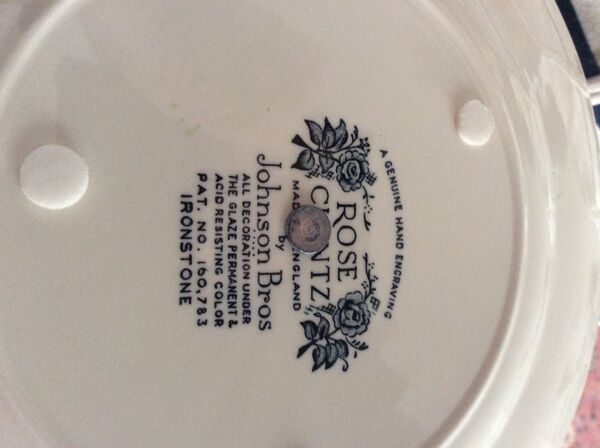 A GENUINE HAND ENGRAVING
ROSE
CHINTZ
MADE IN ENGLAND
by
Johnson Bros
ALL DECORATION UNDER
THE GLAZE PERMANENT &
ACID RESISTING COLOR
PAT. NO. 160,783
IRONSTONE